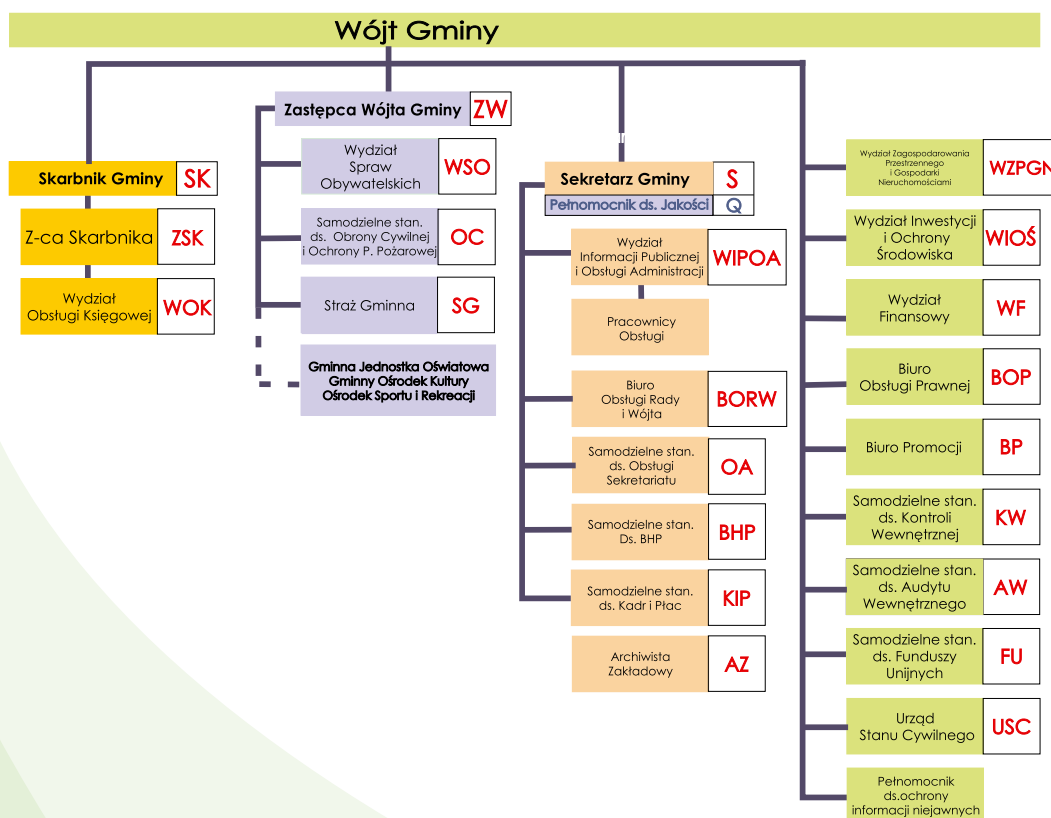 Wójt Gminy
Skarbnik Gminy SK
Z-ca Skarbnika ZSK
Wydział
Obsługi Księgowej
WOK
Zastępca Wójta Gminy ZW
Wydział
Spraw
Obywatelskich
WSO
Samodzielne stan.
ds. Obrony Cywilnej
i Ochrony P. Pożarowej
OC
Straż Gminna SG
Gminna Jednostka Oświatowa
Gminny Ośrodek Kultury
Ośrodek Sportu i Rekreacji
Sekretarz Gminy S
Pełnomocnik ds. Jakości Q
Wydział
Informacji Publicznej
i Obsługi Administracji
WIPOA
Pracownicy
Obsługi
Biuro
Obsługi Rady
i Wójta
BORW
Samodzielne stan.
ds. Obsługi
Sekretariatu
OA
Samodzielne stan.
Ds. BHP
BHP
Samodzielne stan.
ds. Kadr i Płac
KIP
Archiwista
Zakładowy
AZ
Wydział Zagospodarowania
Przestrzennego
i Gospodarki
Nieruchomościami
WZPGN
Wydział Inwestycji
i Ochrony
Środowiska
WIOŚ
Wydział
Finansowy
WF
Biuro
Obsługi Prawnej
BOP
Biuro Promocji BP
Samodzielne stan.
ds. Kontroli
Wewnętrznej
KW
Samodzielne stan.
ds. Audytu
Wewnętrznego
AW
Samodzielne stan.
ds. Funduszy
Unijnych
FU
Urząd
Stanu Cywilnego
USC
Pełnomocnik
ds.ochrony
informacji niejawnych